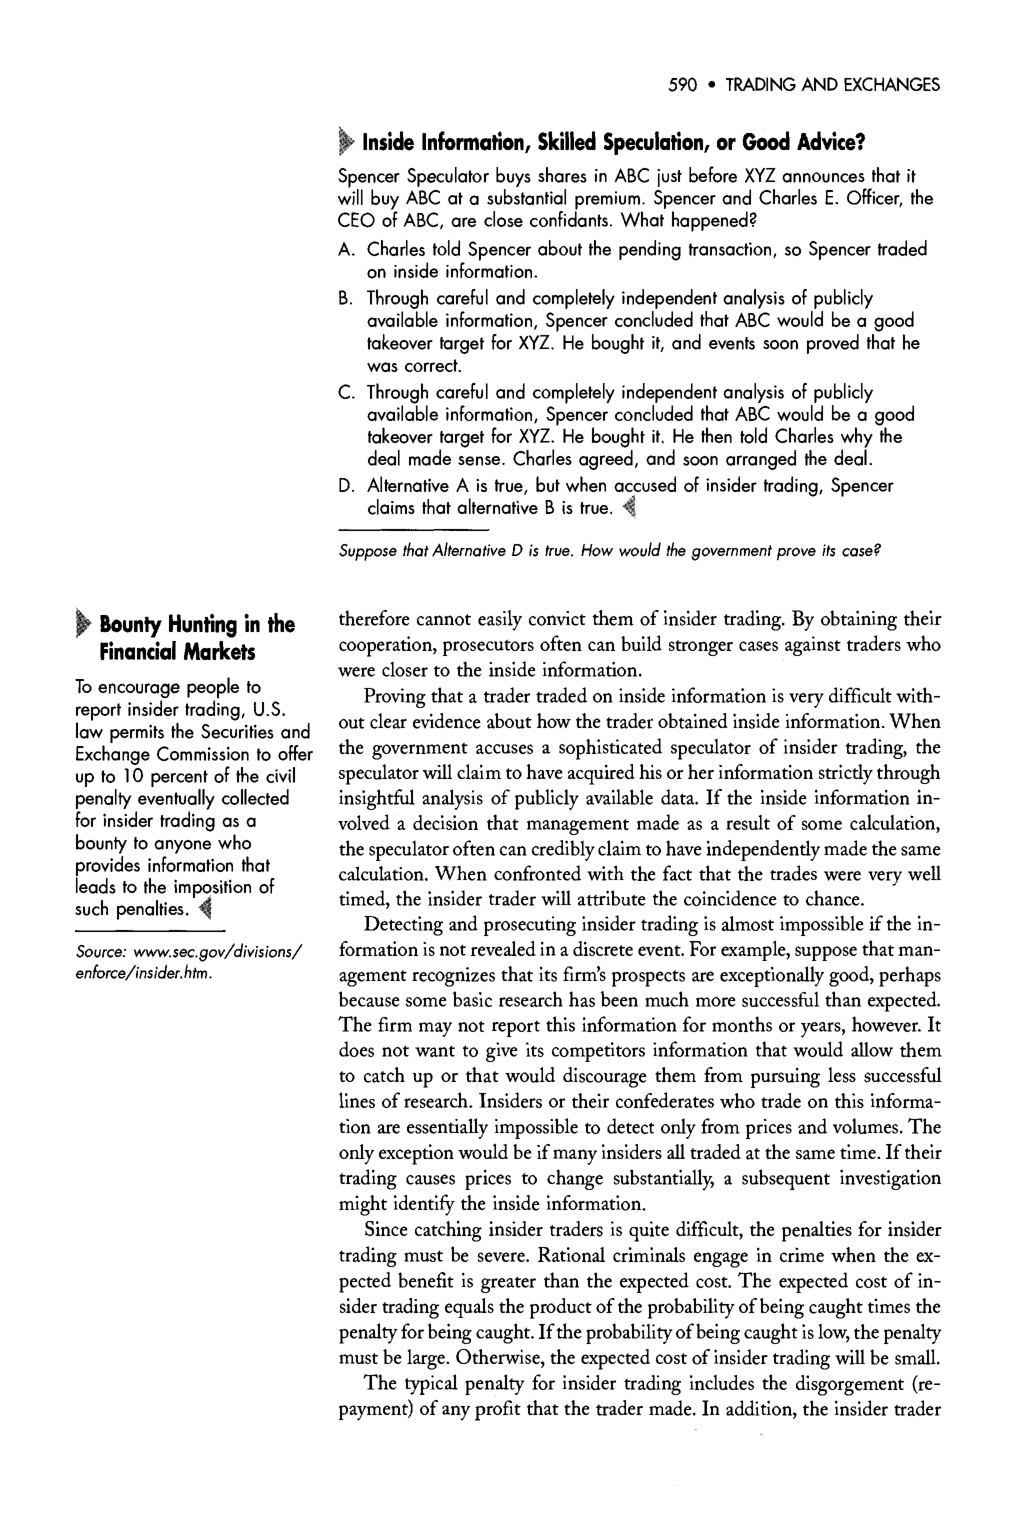 590 • TRADING AND EXCHANGES
Inside Information, Skilled Speculation, or Good Advice?
Spencer Speculator buys shares in ABC just before XYZ announces that it
will buy ABC at a substantial premium. Spencer and Charles E. Officer, the
CEO of ABC, are close confidants. What happened?
A. Charles told Spencer about the pending transaction, so Spencer traded
on inside information.
B. Through careful and completely independent analysis of publicly
available information, Spencer concluded that ABC would be a good
takeover target for XYZ. He bought it, and events soon proved that he
was correct.
C. Through careful and completely independent analysis of publicly
available information, Spencer concluded that ABC would be a good
takeover target for XYZ. He bought it. He then told Charles why the
deal made sense. Charles agreed, and soon arranged the deal.
D. Alternative A is true, but when accused of insider trading, Spencer
claims that alternative B is true.
Suppose that Alternative D is true. How would the government prove its case?
Bounty Hunting in the
Financial Markets
To encourage people to
report insider trading, U.S.
law permits the Securities and
Exchange Commission to offer
up to 10 percent of the civil
penalty eventually collected
for insider trading as a
bounty to anyone who
provides information that
leads to the imposition of
such penalties.
Source: www.sec.gov/divisions/
enforce/insider.htm.
therefore cannot easily convict them of insider trading. By obtaining their
cooperation, prosecutors often can build stronger cases against traders who
were closer to the inside information.
Proving that a trader traded on inside information is very difficult with-
out clear evidence about how the trader obtained inside information. When
the government accuses a sophisticated speculator of insider trading, the
speculator will claim to have acquired his or her information strictly through
insightful analysis of publicly available data. If the inside information in-
volved a decision that management made as a result of some calculation,
the speculator often can credibly claim to have independently made the same
calculation. When confronted with the fact that the trades were very well
timed, the insider trader will attribute the coincidence to chance.
Detecting and prosecuting insider trading is almost impossible if the in-
formation is not revealed in a discrete event. For example, suppose that man-
agement recognizes that its firm's prospects are exceptionally good, perhaps
because some basic research has been much more successful than expected.
The firm may not report this information for months or years, however. It
does not want to give its competitors information that would allow them
to catch up or that would discourage them from pursuing less successful
lines of research. Insiders or their confederates who trade on this informa-
tion are essentially impossible to detect only from prices and volumes. The
only exception would be if many insiders all traded at the same time. If their
trading causes prices to change substantially, a subsequent investigation
might identify the inside information.
Since catching insider traders is quite difficult, the penalties for insider
trading must be severe. Rational criminals engage in crime when the ex-
pected benefit is greater than the expected cost. The expected cost of in-
sider trading equals the product of the probability of being caught times the
penalty for being caught. If the probability of being caught is low, the penalty
must be large. Otherwise, the expected cost of insider trading will be small.
The typical penalty for insider trading includes the disgorgement (re-
payment) of any profit that the trader made. In addition, the insider trader